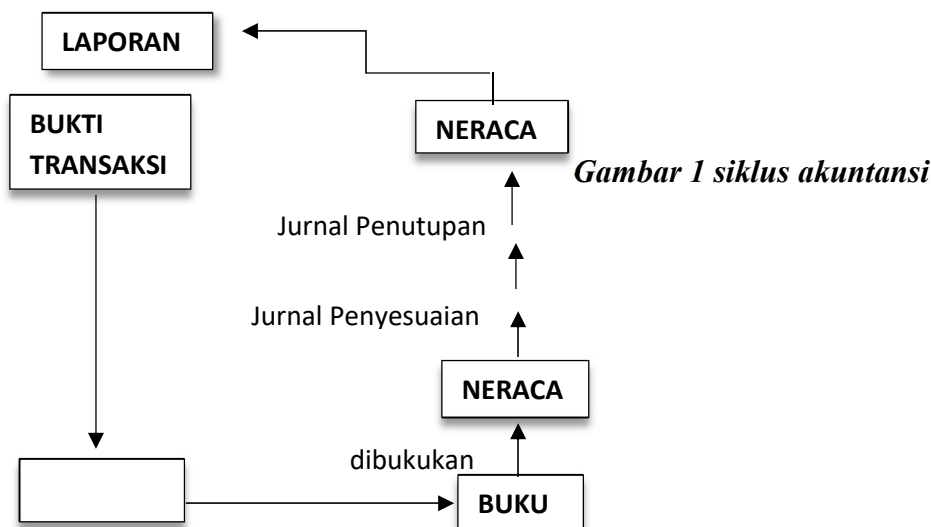 LAPORAN
BUKTI
TRANSAKSI
NERACA
Gambar 1 siklus akuntansi
Jurnal Penutupan
Jurnal Penyesuaian
NERACA
dibukukan
BUKU